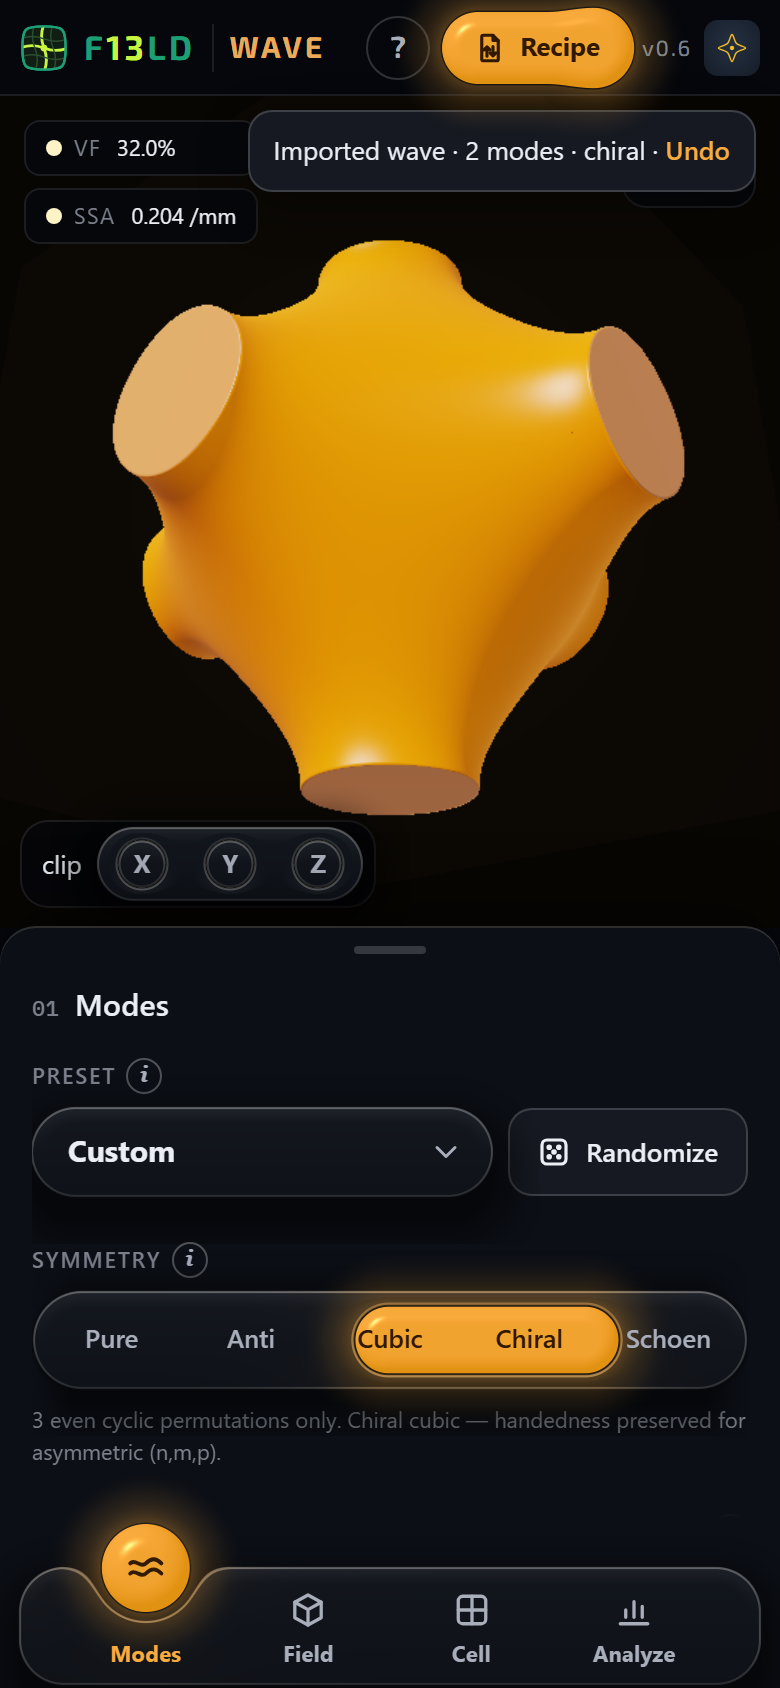 F13LD WAVE ? Recipe v0.6
VF 32.0%
Imported wave · 2 modes · chiral · Undo
SSA 0.204 /mm
clip X Y Z
01 Modes
PRESET i
Custom
Randomize
SYMMETRY i
Pure Anti Cubic Chiral Schoen
3 even cyclic permutations only. Chiral cubic — handedness preserved for
asymmetric (n,m,p).
Modes Field Cell Analyze